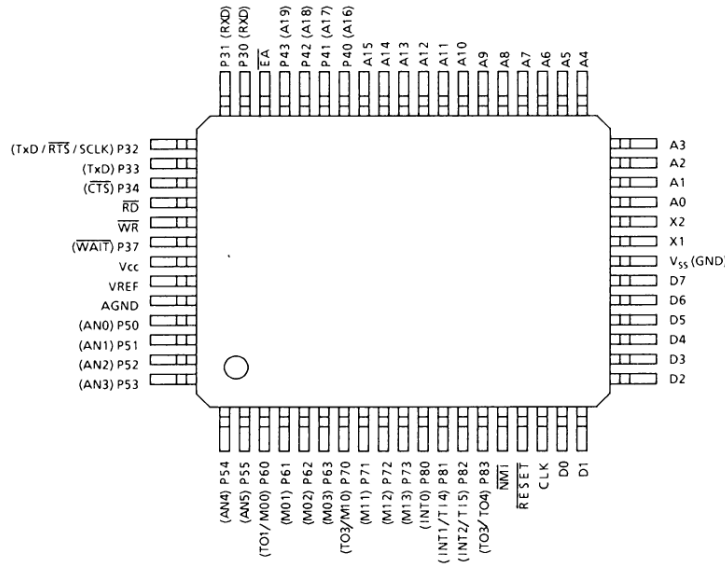 P31 (RXD)
P30 (RXD)
EA
P43 (A19)
P42 (A18)
P41 (A17)
P40 (A16)
A15
A14
A13
A12
A11
A10
A9
A8
A7
A6
A5
A4
(TxD / RTS / SCLK) P32
(TxD) P33
(CTS) P34
RD
WR
(WAIT) P37
Vcc
VREF
AGND
(AN0) P50
(AN1) P51
(AN2) P52
(AN3) P53
A3
A2
A1
A0
X2
X1
VSS (GND)
D7
D6
D5
D4
D3
D2
(AN4) P54
(AN5) P55
(TO1/M00) P60
(M01) P61
(M02) P62
(M03) P63
(TO3/M10) P70
(M11) P71
(M12) P72
(M13) P73
(INT0) P80
(INT1/TI4) P81
(INT2/TI5) P82
(TO3/TO4) P83
NMi
RESET
CLK
D0
D1